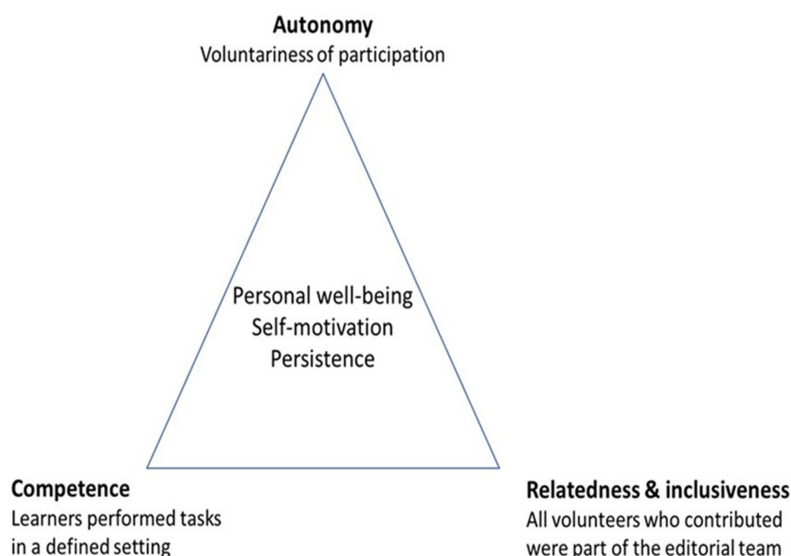 Autonomy
Voluntariness of participation
Personal well-being
Self-motivation
Persistence
Competence
Learners performed tasks
in a defined setting
Relatedness & inclusiveness
All volunteers who contributed
were part of the editorial team